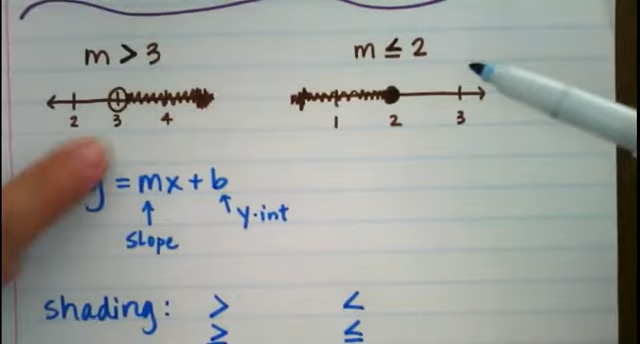 m > 3
m ≤ 2
2 3 4
1 2 3
y = mx + b
slope
y-int
shading: > <
≥ ≤